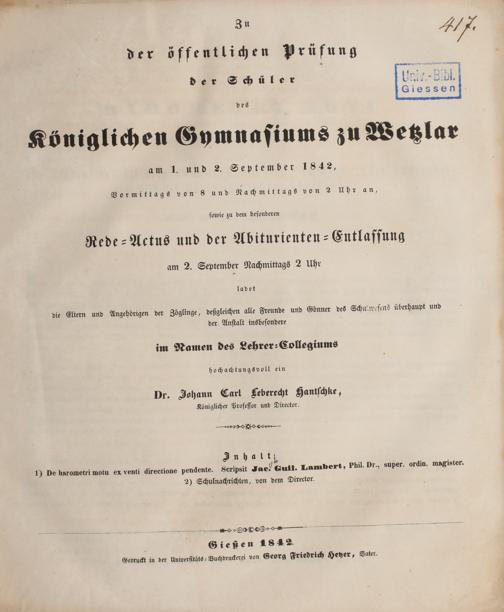 Zu
417.
der öffentlichen Prüfung
der Schüler
Univ.-Bibl.
Giessen
des
Königlichen Gymnasiums zu Wetzlar
am 1. und 2. September 1842,
Vormittags von 8 und Nachmittags von 2 Uhr an,
sowie zu dem besonderen
Rede=Actus und der Abiturienten=Entlassung
am 2. September Nachmittags 2 Uhr
ladet
die Eltern und Angehörigen der Zöglinge, deßgleichen alle Freunde und Gönner des Schulwesens überhaupt und
der Anstalt insbesondere
im Namen des Lehrer=Collegiums
hochachtungsvoll ein
Dr. Johann Carl Leberecht Hantschke,
Königlicher Professor und Director.
Inhalt:
1) De barometri motu ex venti directione pendente. Scripsit Jac. Guil. Lambert, Phil. Dr., super. ordin. magister.
2) Schulnachrichten, von dem Director.
Gießen 1842
Gedruckt in der Universitäts=Buchdruckerei von Georg Friedrich Heyer, Vater.